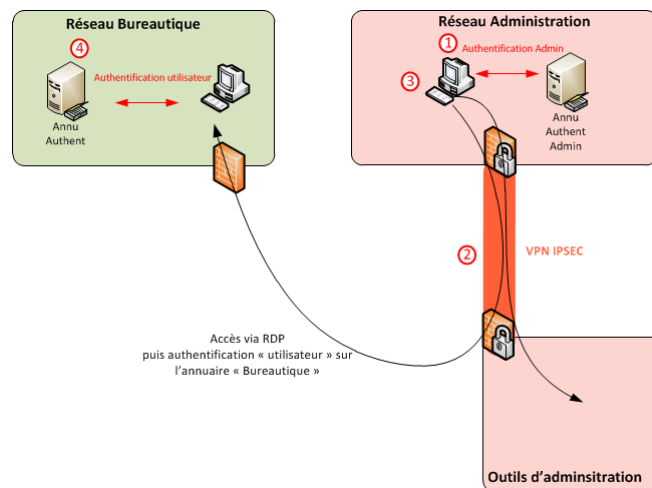 Réseau Bureautique
4
Authentification utilisateur
Annu
Authent
Réseau Administration
1
Authentification Admin
3
Annu
Authent
Admin
2
VPN IPSEC
Accès via RDP
puis authentification « utilisateur » sur
l'annuaire « Bureautique »
Outils d'adminsitration